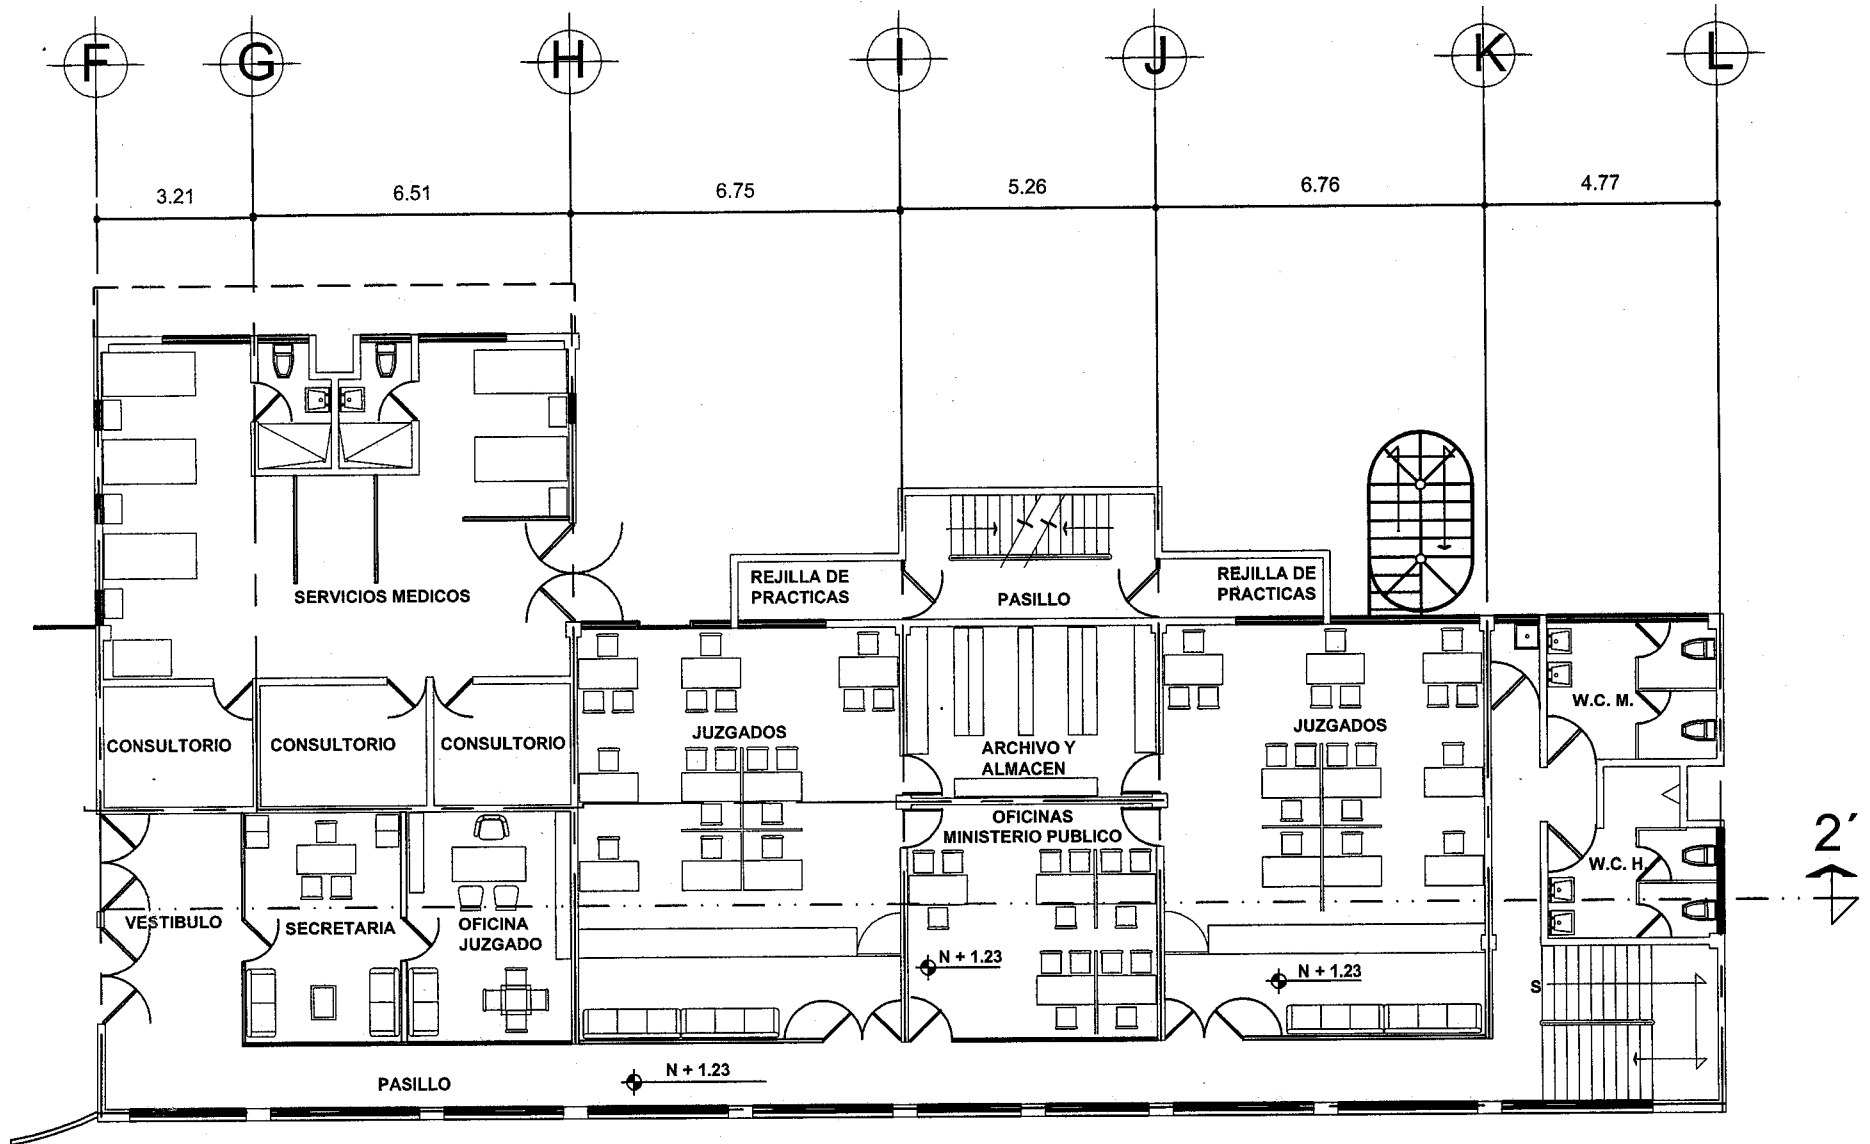 F G H I J K L
3.21 6.51 6.75 5.26 6.76 4.77
REJILLA DE
PRACTICAS
PASILLO
REJILLA DE
PRACTICAS
SERVICIOS MEDICOS
CONSULTORIO
CONSULTORIO
CONSULTORIO
JUZGADOS
ARCHIVO Y
ALMACEN
JUZGADOS
W.C. M.
OFICINAS
MINISTERIO PUBLICO
W.C. H.
2´
VESTIBULO
SECRETARIA
OFICINA
JUZGADO
N + 1.23
N + 1.23
S
PASILLO
N + 1.23